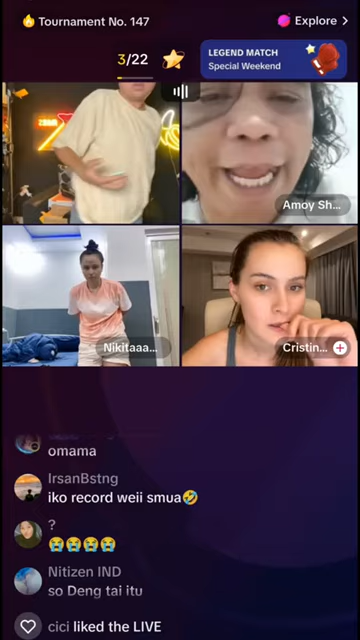 Tournament No. 147
Explore >
3/22
LEGEND MATCH
Special Weekend
Amoy Sh...
Nikitaaa...
Cristin...
omama
IrsanBstng
iko record weii smua🤣
?
😭😭😭😭
Nitizen IND
so Deng tai itu
cici liked the LIVE